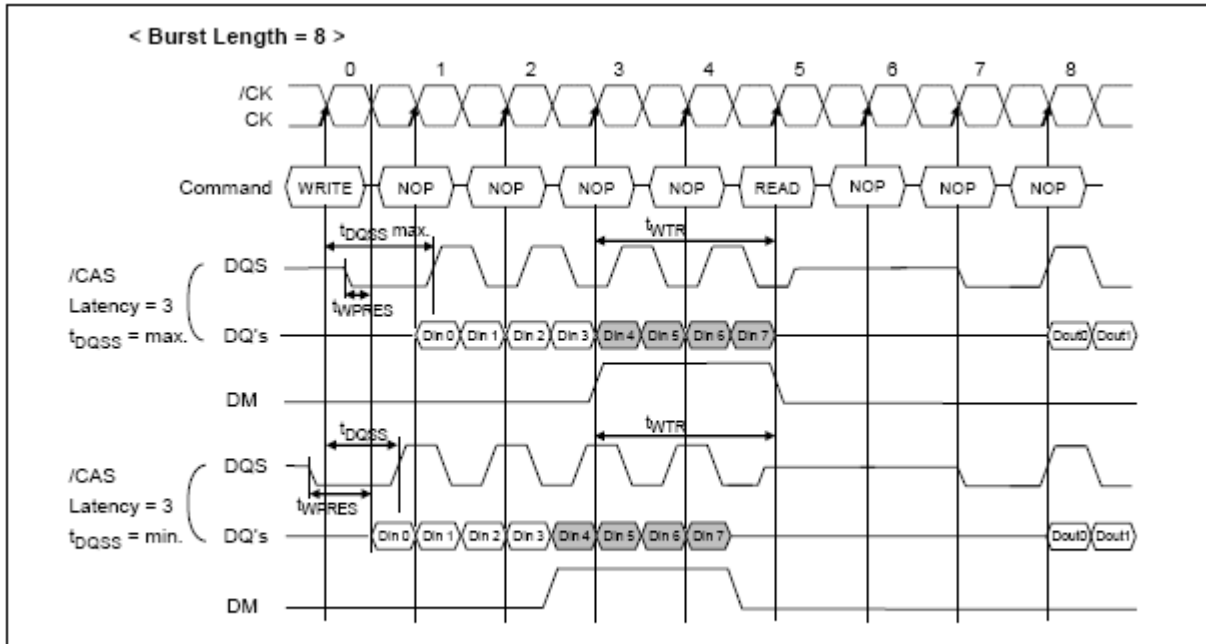 < Burst Length = 8 >
0 1 2 3 4 5 6 7 8
/CK
CK
Command WRITE NOP NOP NOP NOP READ NOP NOP NOP
tDQSS max. tWTR
/CAS
Latency = 3
tDQSS = max.
DQS
tWPRES
DQ's Din 0 Din 1 Din 2 Din 3 Din 4 Din 5 Din 6 Din 7 Dout0 Dout1
DM
tDQSS tWTR
/CAS
Latency = 3
tDQSS = min.
DQS
tWPRES
DQ's Din 0 Din 1 Din 2 Din 3 Din 4 Din 5 Din 6 Din 7 Dout0 Dout1
DM